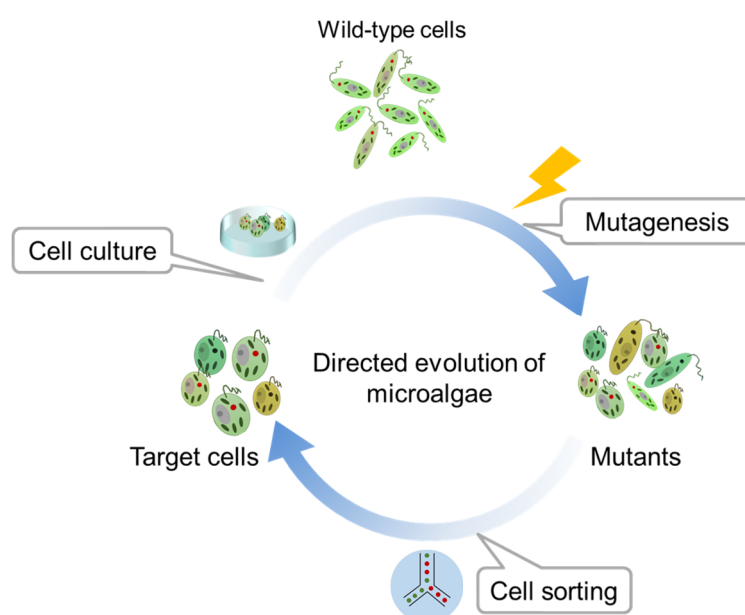 Wild-type cells
Mutagenesis
Cell culture
Directed evolution of
microalgae
Target cells
Mutants
Cell sorting